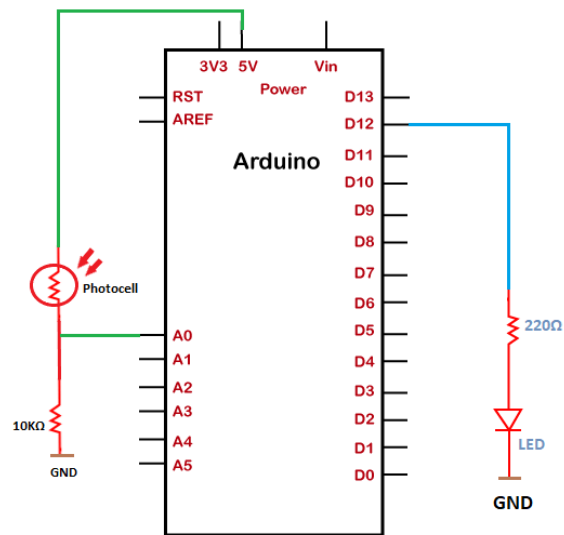 3V3 5V Vin
Power
RST D13
AREF D12
Arduino
D11
D10
D9
D8
D7
Photocell
D6
A0 D5
220Ω
A1 D4
A2 D3
A3 D2
10KΩ
A4 D1
LED
A5 D0
GND
GND